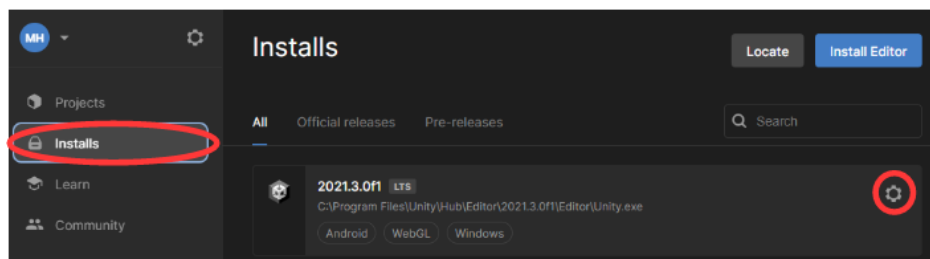 MH
Projects
Installs
Learn
Community
Installs
Locate
Install Editor
All
Official releases
Pre-releases
Search
2021.3.0f1 LTS
C:\Program Files\Unity\Hub\Editor\2021.3.0f1\Editor\Unity.exe
Android
WebGL
Windows